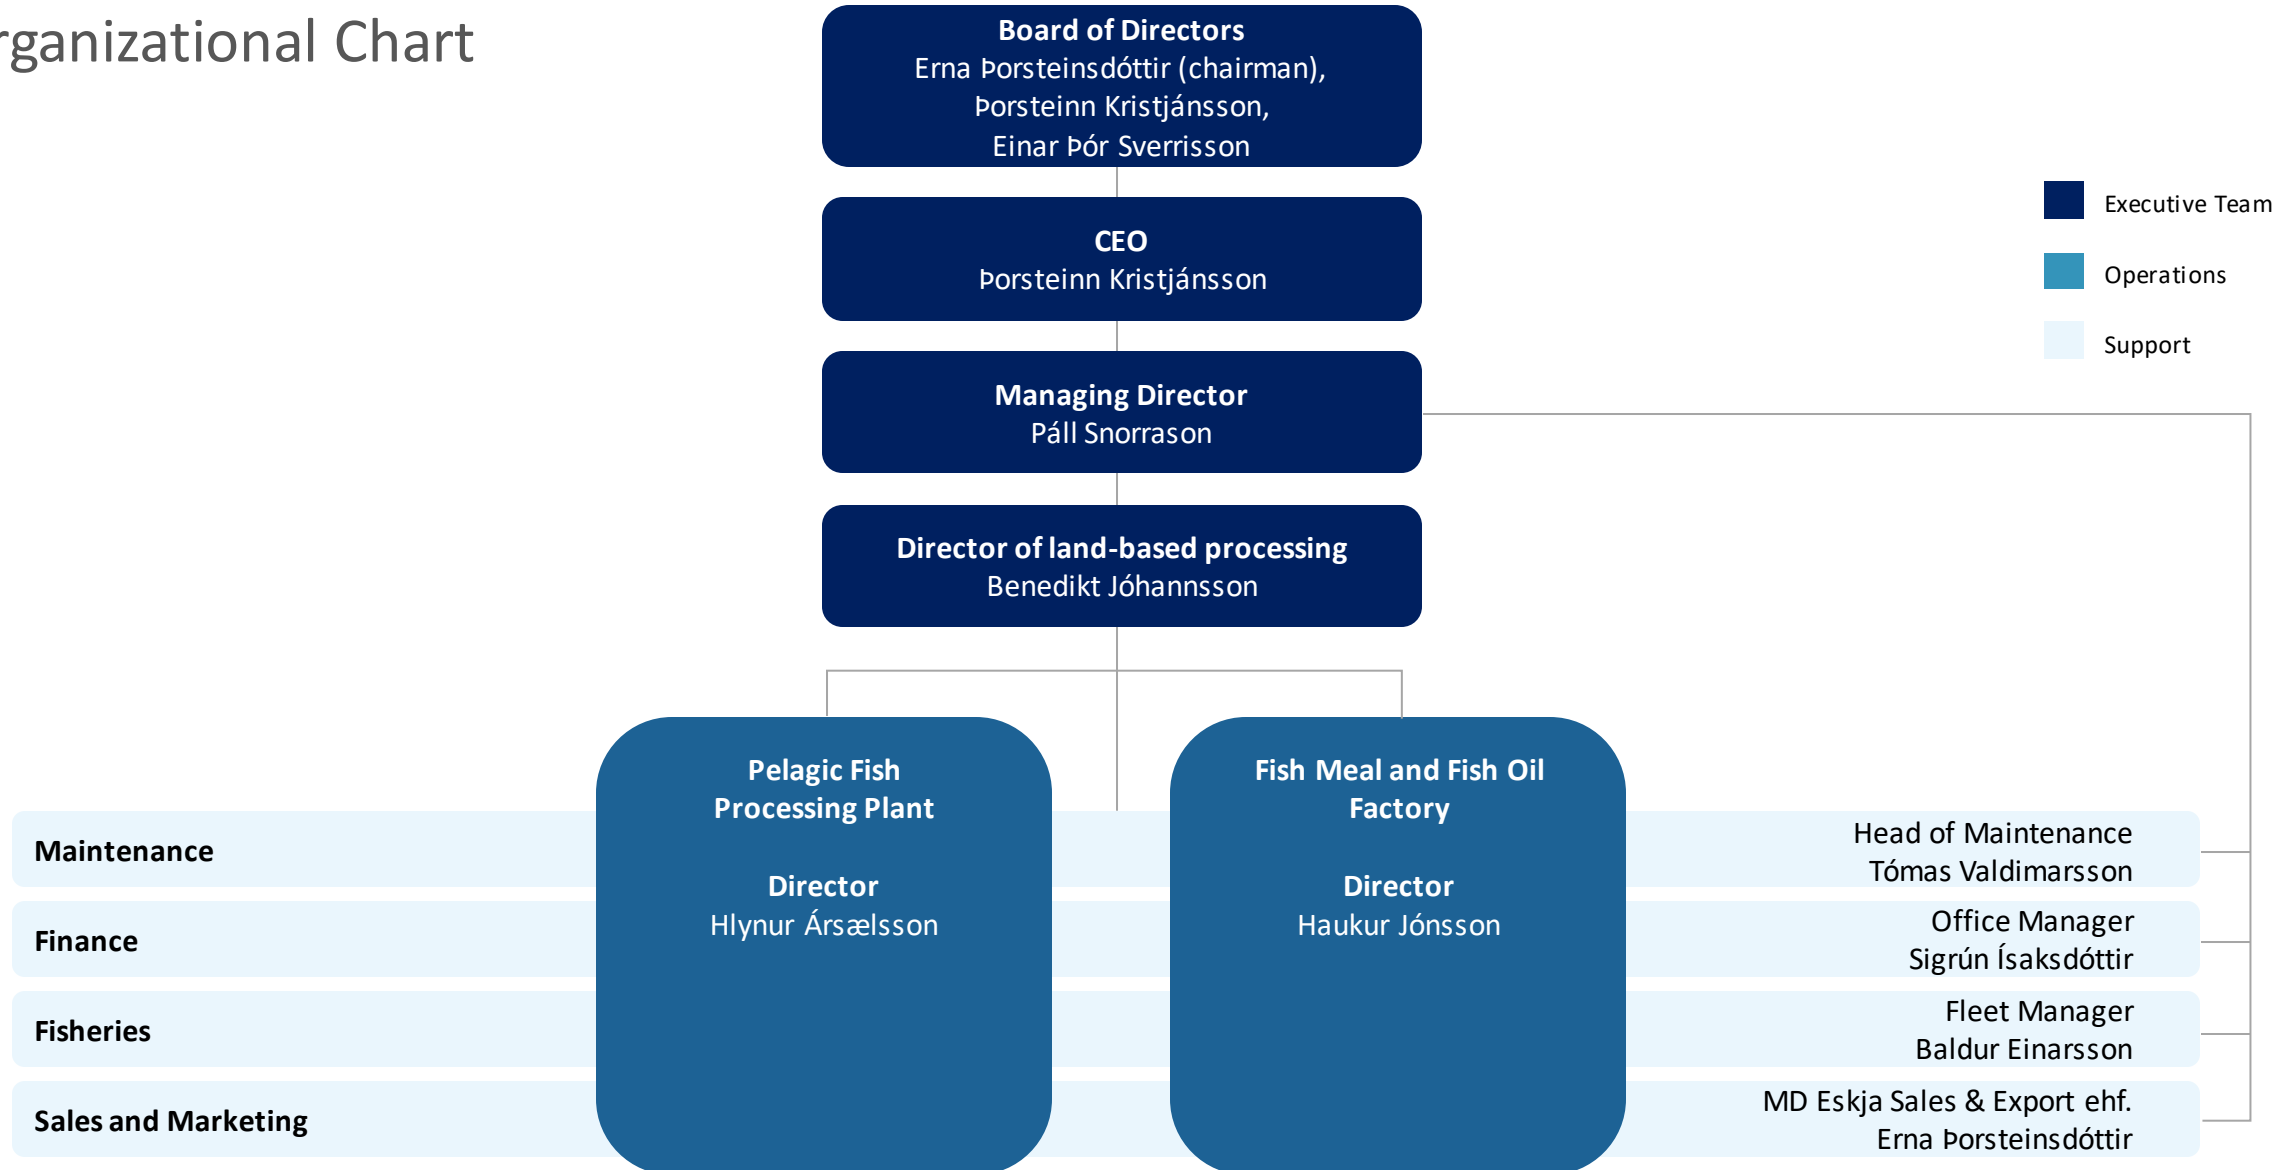 rganizational Chart
Board of Directors
Erna Þorsteinsdóttir (chairman),
Þorsteinn Kristjánsson,
Einar Þór Sverrisson
Executive Team
Operations
Support
CEO
Þorsteinn Kristjánsson
Managing Director
Páll Snorrason
Director of land-based processing
Benedikt Jóhannsson
Pelagic Fish
Processing Plant
Director
Hlynur Ársælsson
Fish Meal and Fish Oil
Factory
Director
Haukur Jónsson
Maintenance
Head of Maintenance
Tómas Valdimarsson
Finance
Office Manager
Sigrún Ísaksdóttir
Fisheries
Fleet Manager
Baldur Einarsson
Sales and Marketing
MD Eskja Sales & Export ehf.
Erna Þorsteinsdóttir